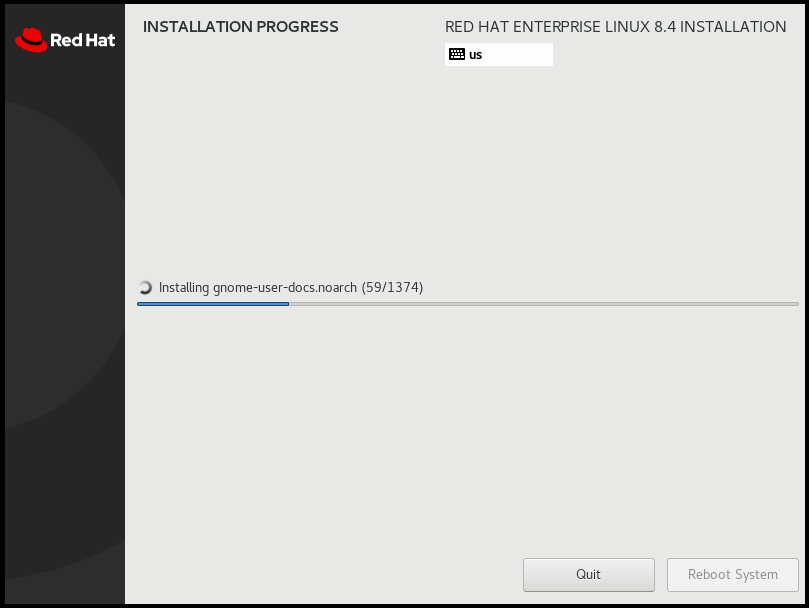 Red Hat
INSTALLATION PROGRESS
RED HAT ENTERPRISE LINUX 8.4 INSTALLATION
us
Installing gnome-user-docs.noarch (59/1374)
Quit
Reboot System